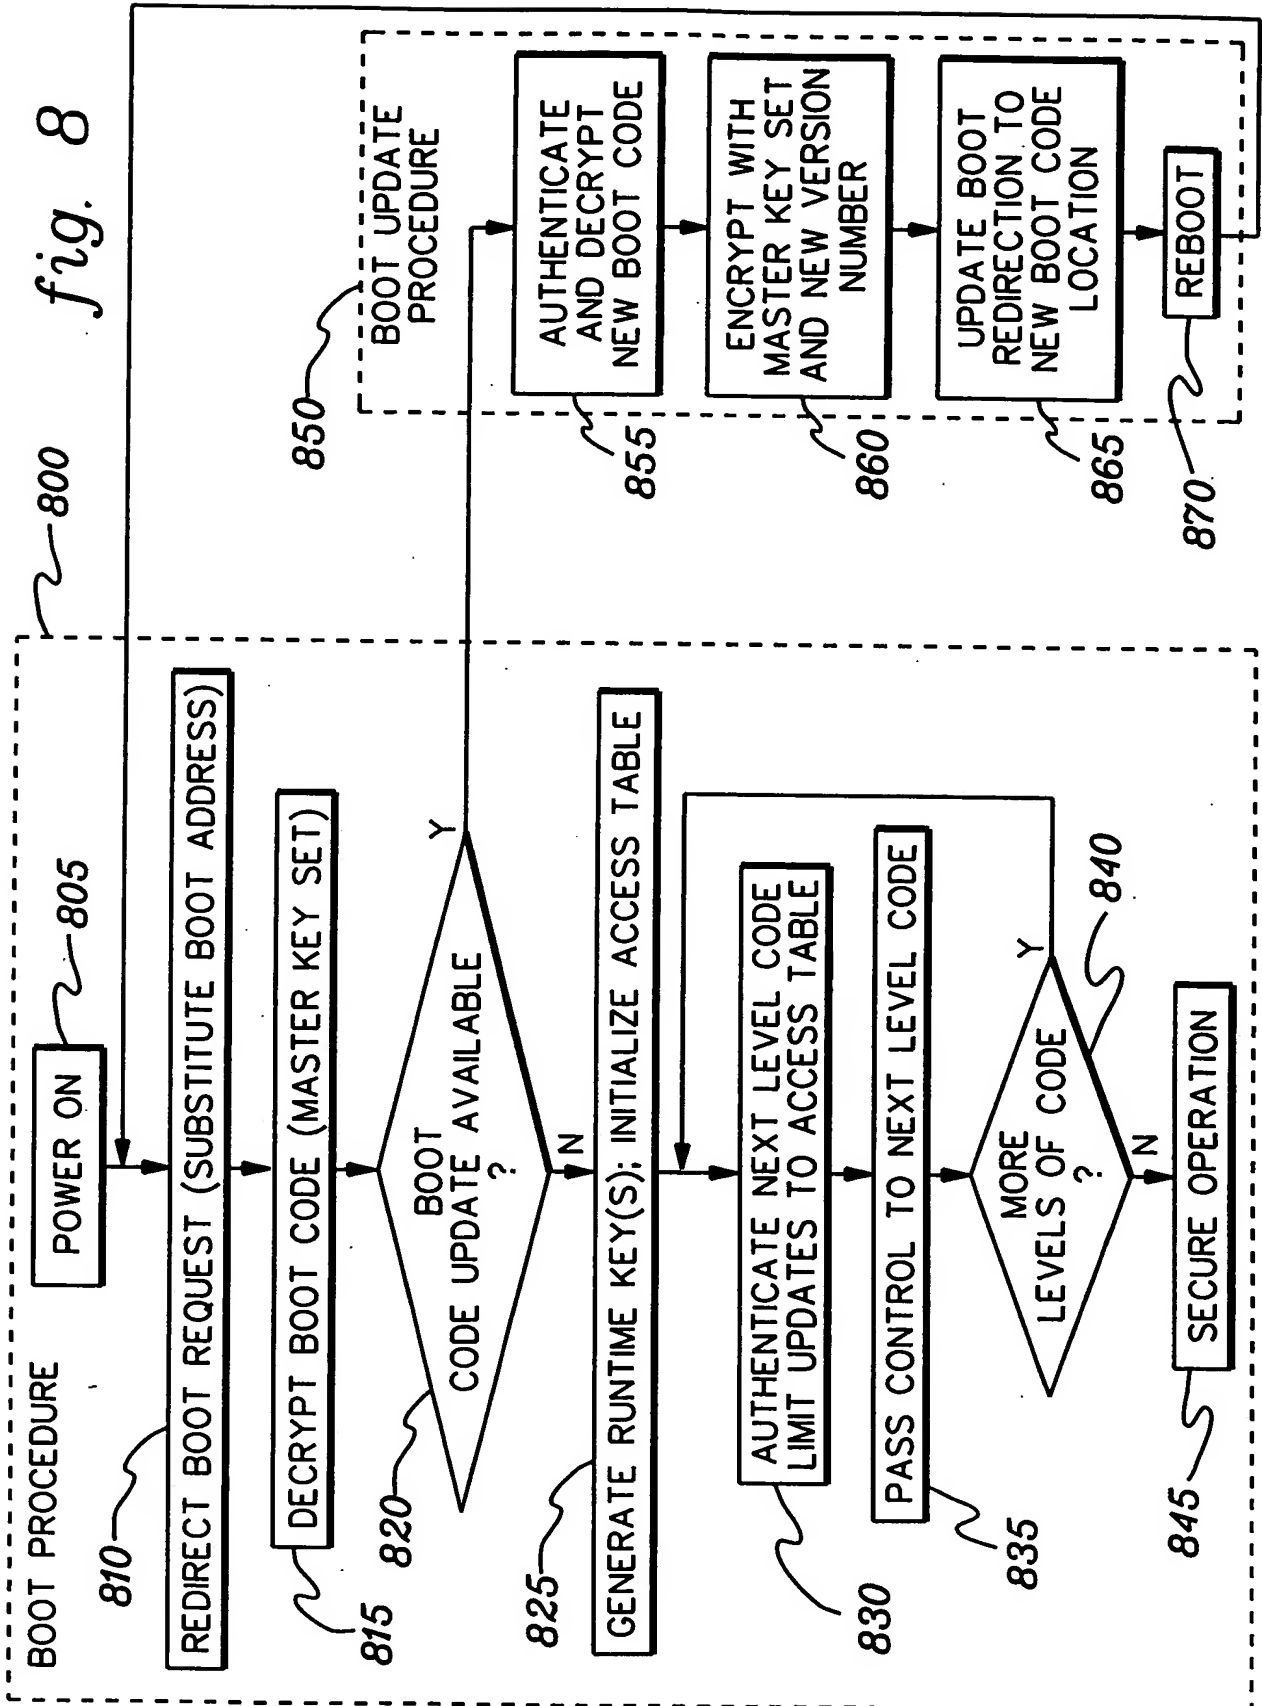 fig. 8
800
BOOT PROCEDURE
POWER ON
805
810
REDIRECT BOOT REQUEST (SUBSTITUTE BOOT ADDRESS)
DECRYPT BOOT CODE (MASTER KEY SET)
815
820
BOOT
CODE UPDATE AVAILABLE
?
Y
N
825
GENERATE RUNTIME KEY(S); INITIALIZE ACCESS TABLE
AUTHENTICATE NEXT LEVEL CODE
LIMIT UPDATES TO ACCESS TABLE
830
PASS CONTROL TO NEXT LEVEL CODE
835
MORE
LEVELS OF CODE
?
Y
840
N
SECURE OPERATION
845
850
BOOT UPDATE
PROCEDURE
AUTHENTICATE
AND DECRYPT
NEW BOOT CODE
855
ENCRYPT WITH
MASTER KEY SET
AND NEW VERSION
NUMBER
860
UPDATE BOOT
REDIRECTION TO
NEW BOOT CODE
LOCATION
865
REBOOT
870